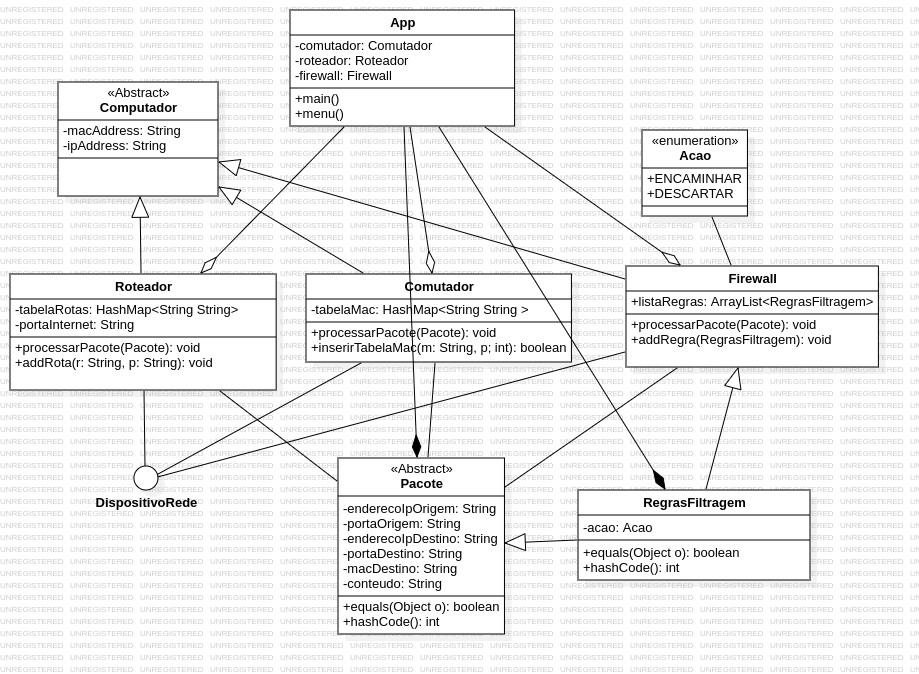 App
-comutador: Comutador
-roteador: Roteador
-firewall: Firewall
+main()
+menu()
«Abstract»
Computador
-macAddress: String
-ipAddress: String
«enumeration»
Acao
+ENCAMINHAR
+DESCARTAR
Roteador
-tabelaRotas: HashMap<String String>
-portaInternet: String
+processarPacote(Pacote): void
+addRota(r: String, p: String): void
Comutador
-tabelaMac: HashMap<String String >
+processarPacote(Pacote): void
+inserirTabelaMac(m: String, p; int): boolean
Firewall
+listaRegras: ArrayList<RegrasFiltragem>
+processarPacote(Pacote): void
+addRegra(RegrasFiltragem): void
DispositivoRede
«Abstract»
Pacote
-enderecoIpOrigem: String
-portaOrigem: String
-enderecoIpDestino: String
-portaDestino: String
-macDestino: String
-conteudo: String
+equals(Object o): boolean
+hashCode(): int
RegrasFiltragem
-acao: Acao
+equals(Object o): boolean
+hashCode(): int
UNREGISTERED